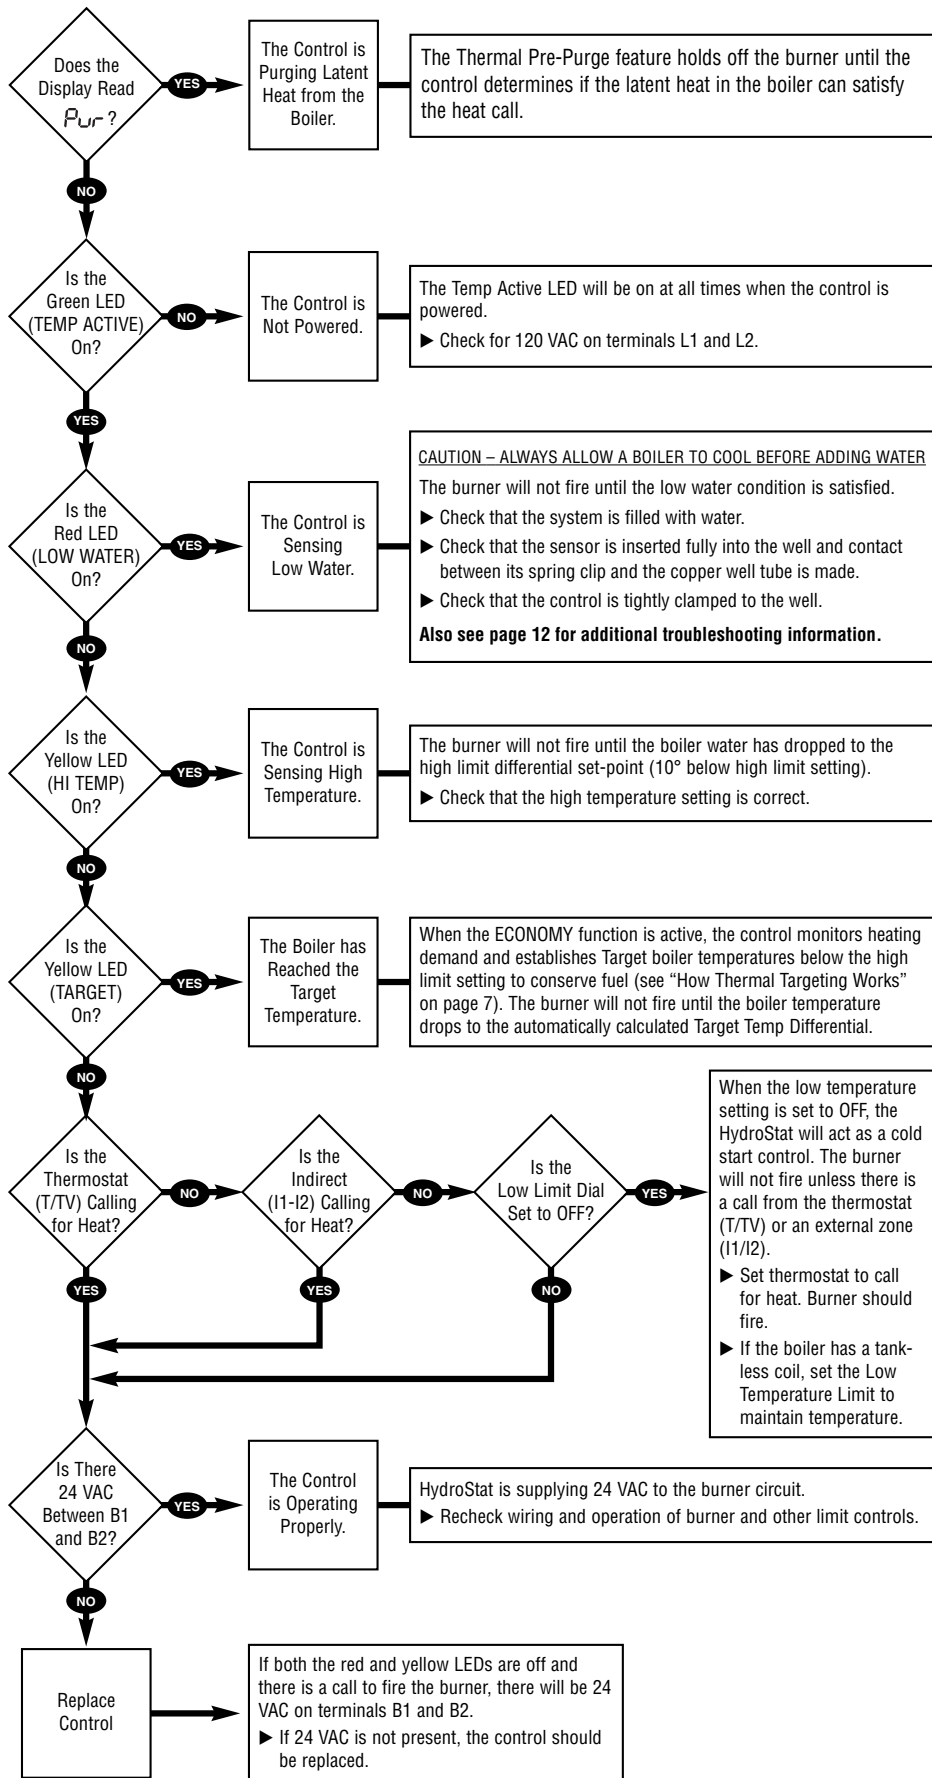 Does the
Display Read
Pur ?
YES
The Control is
Purging Latent
Heat from the
Boiler.
The Thermal Pre-Purge feature holds off the burner until the
control determines if the latent heat in the boiler can satisfy
the heat call.
NO
Is the
Green LED
(TEMP ACTIVE)
On?
NO
The Control is
Not Powered.
The Temp Active LED will be on at all times when the control is
powered.
▶ Check for 120 VAC on terminals L1 and L2.
YES
Is the
Red LED
(LOW WATER)
On?
YES
The Control is
Sensing
Low Water.
CAUTION – ALWAYS ALLOW A BOILER TO COOL BEFORE ADDING WATER
The burner will not fire until the low water condition is satisfied.
▶ Check that the system is filled with water.
▶ Check that the sensor is inserted fully into the well and contact
between its spring clip and the copper well tube is made.
▶ Check that the control is tightly clamped to the well.
Also see page 12 for additional troubleshooting information.
NO
Is the
Yellow LED
(HI TEMP)
On?
YES
The Control is
Sensing High
Temperature.
The burner will not fire until the boiler water has dropped to the
high limit differential set-point (10° below high limit setting).
▶ Check that the high temperature setting is correct.
NO
Is the
Yellow LED
(TARGET)
On?
YES
The Boiler has
Reached the
Target
Temperature.
When the ECONOMY function is active, the control monitors heating
demand and establishes Target boiler temperatures below the high
limit setting to conserve fuel (see “How Thermal Targeting Works”
on page 7). The burner will not fire until the boiler temperature
drops to the automatically calculated Target Temp Differential.
NO
Is the
Thermostat
(T/TV) Calling
for Heat?
NO
Is the
Indirect
(I1-I2) Calling
for Heat?
NO
Is the
Low Limit Dial
Set to OFF?
YES
When the low temperature
setting is set to OFF, the
HydroStat will act as a cold
start control. The burner
will not fire unless there is
a call from the thermostat
(T/TV) or an external zone
(I1/I2).
▶ Set thermostat to call
for heat. Burner should
fire.
▶ If the boiler has a tank-
less coil, set the Low
Temperature Limit to
maintain temperature.
YES
YES
NO
Is There
24 VAC
Between B1
and B2?
YES
The Control
is Operating
Properly.
HydroStat is supplying 24 VAC to the burner circuit.
▶ Recheck wiring and operation of burner and other limit controls.
NO
Replace
Control
If both the red and yellow LEDs are off and
there is a call to fire the burner, there will be 24
VAC on terminals B1 and B2.
▶ If 24 VAC is not present, the control should
be replaced.